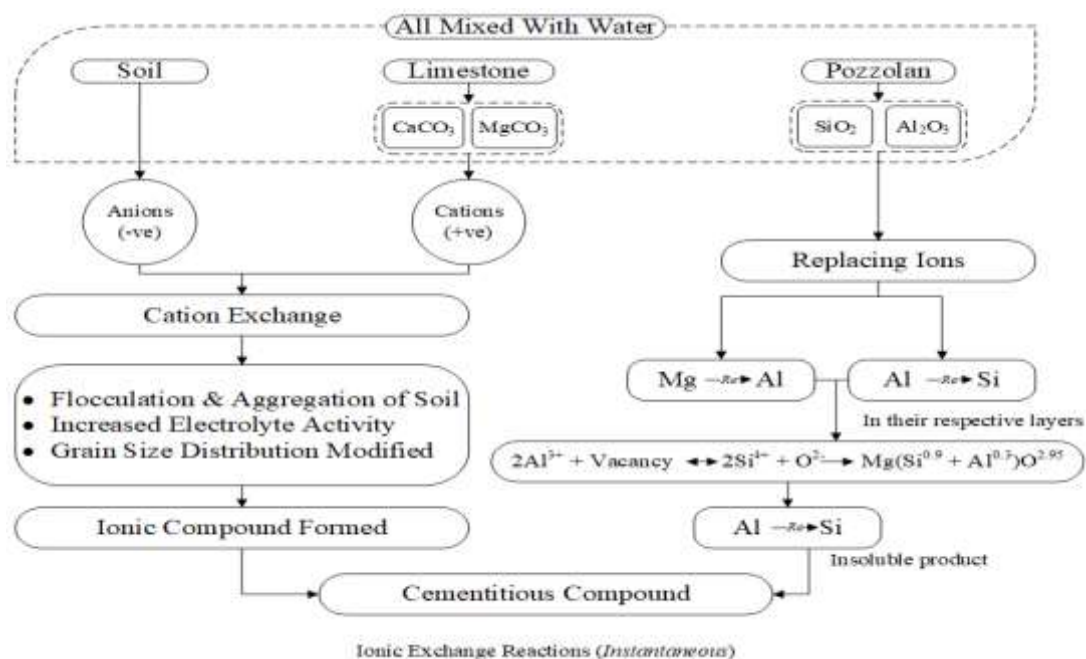 All Mixed With Water
Soil
Limestone
Pozzolan
CaCO₃
MgCO₃
SiO₂
Al₂O₃
Anions
(-ve)
Cations
(+ve)
Replacing Ions
Cation Exchange
Mg –Re→ Al
Al –Re→ Si
In their respective layers
● Flocculation & Aggregation of Soil
● Increased Electrolyte Activity
● Grain Size Distribution Modified
2Al³⁺ + Vacancy ↔ 2Si⁴⁺ + O²⁻ → Mg(Si⁰·⁹ + Al⁰·³)O²·⁹⁵
Ionic Compound Formed
Al –Re→ Si
Insoluble product
Cementitious Compound
Ionic Exchange Reactions (Instantaneous)